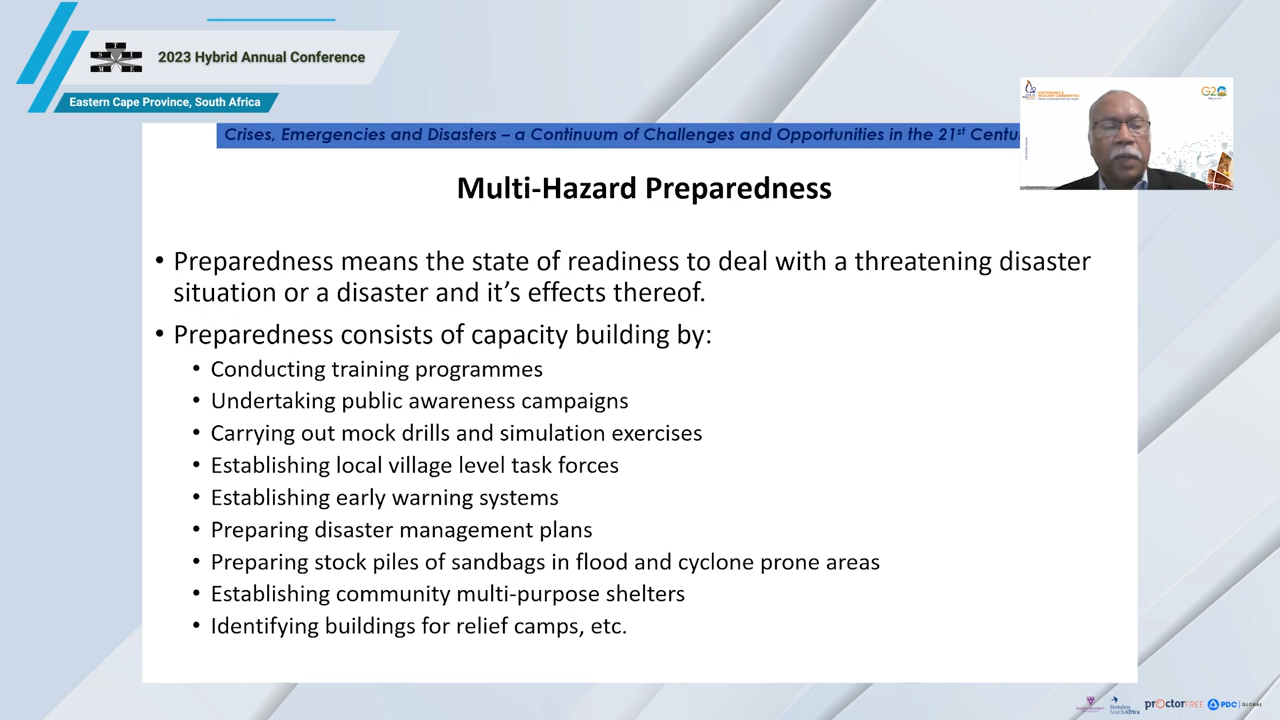 STIME
2023 Hybrid Annual Conference
Eastern Cape Province, South Africa
Crises, Emergencies and Disasters – a Continuum of Challenges and Opportunities in the 21st Centu
G20
Multi-Hazard Preparedness
• Preparedness means the state of readiness to deal with a threatening disaster
situation or a disaster and it’s effects thereof.
• Preparedness consists of capacity building by:
• Conducting training programmes
• Undertaking public awareness campaigns
• Carrying out mock drills and simulation exercises
• Establishing local village level task forces
• Establishing early warning systems
• Preparing disaster management plans
• Preparing stock piles of sandbags in flood and cyclone prone areas
• Establishing community multi-purpose shelters
• Identifying buildings for relief camps, etc.
Stenden
South Africa
proctorFREE
PDC | GLOBAL